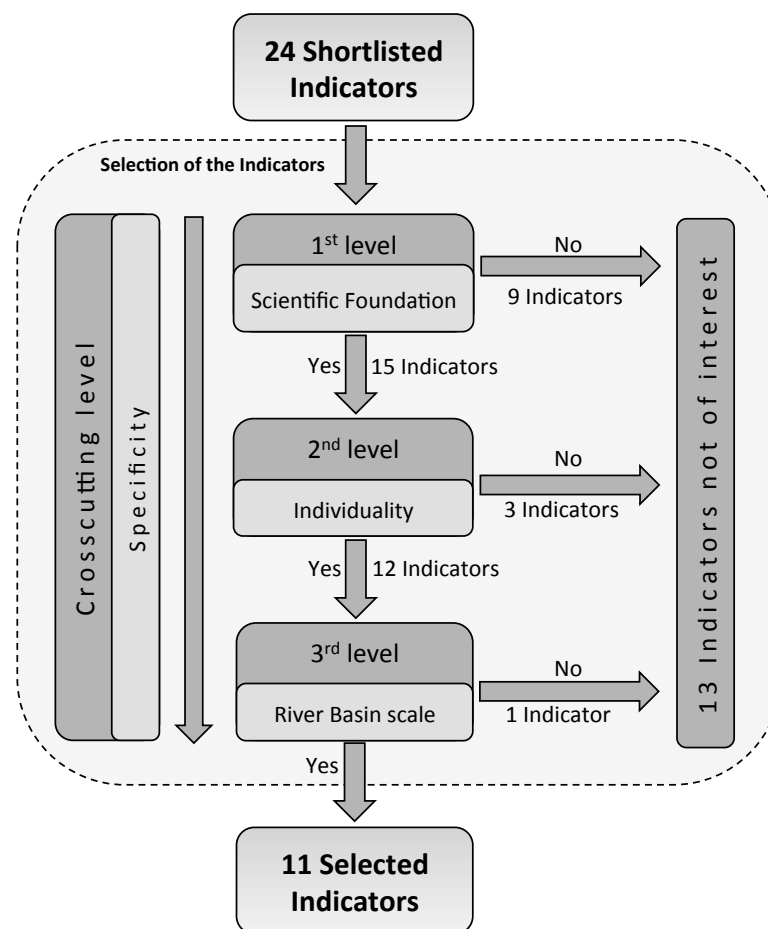 24 Shortlisted
Indicators
Selection of the Indicators
Crosscutting level
Specificity
1st level
Scientific Foundation
No
9 Indicators
Yes
15 Indicators
2nd level
Individuality
No
3 Indicators
Yes
12 Indicators
3rd level
River Basin scale
No
1 Indicator
Yes
13 Indicators not of interest
11 Selected
Indicators